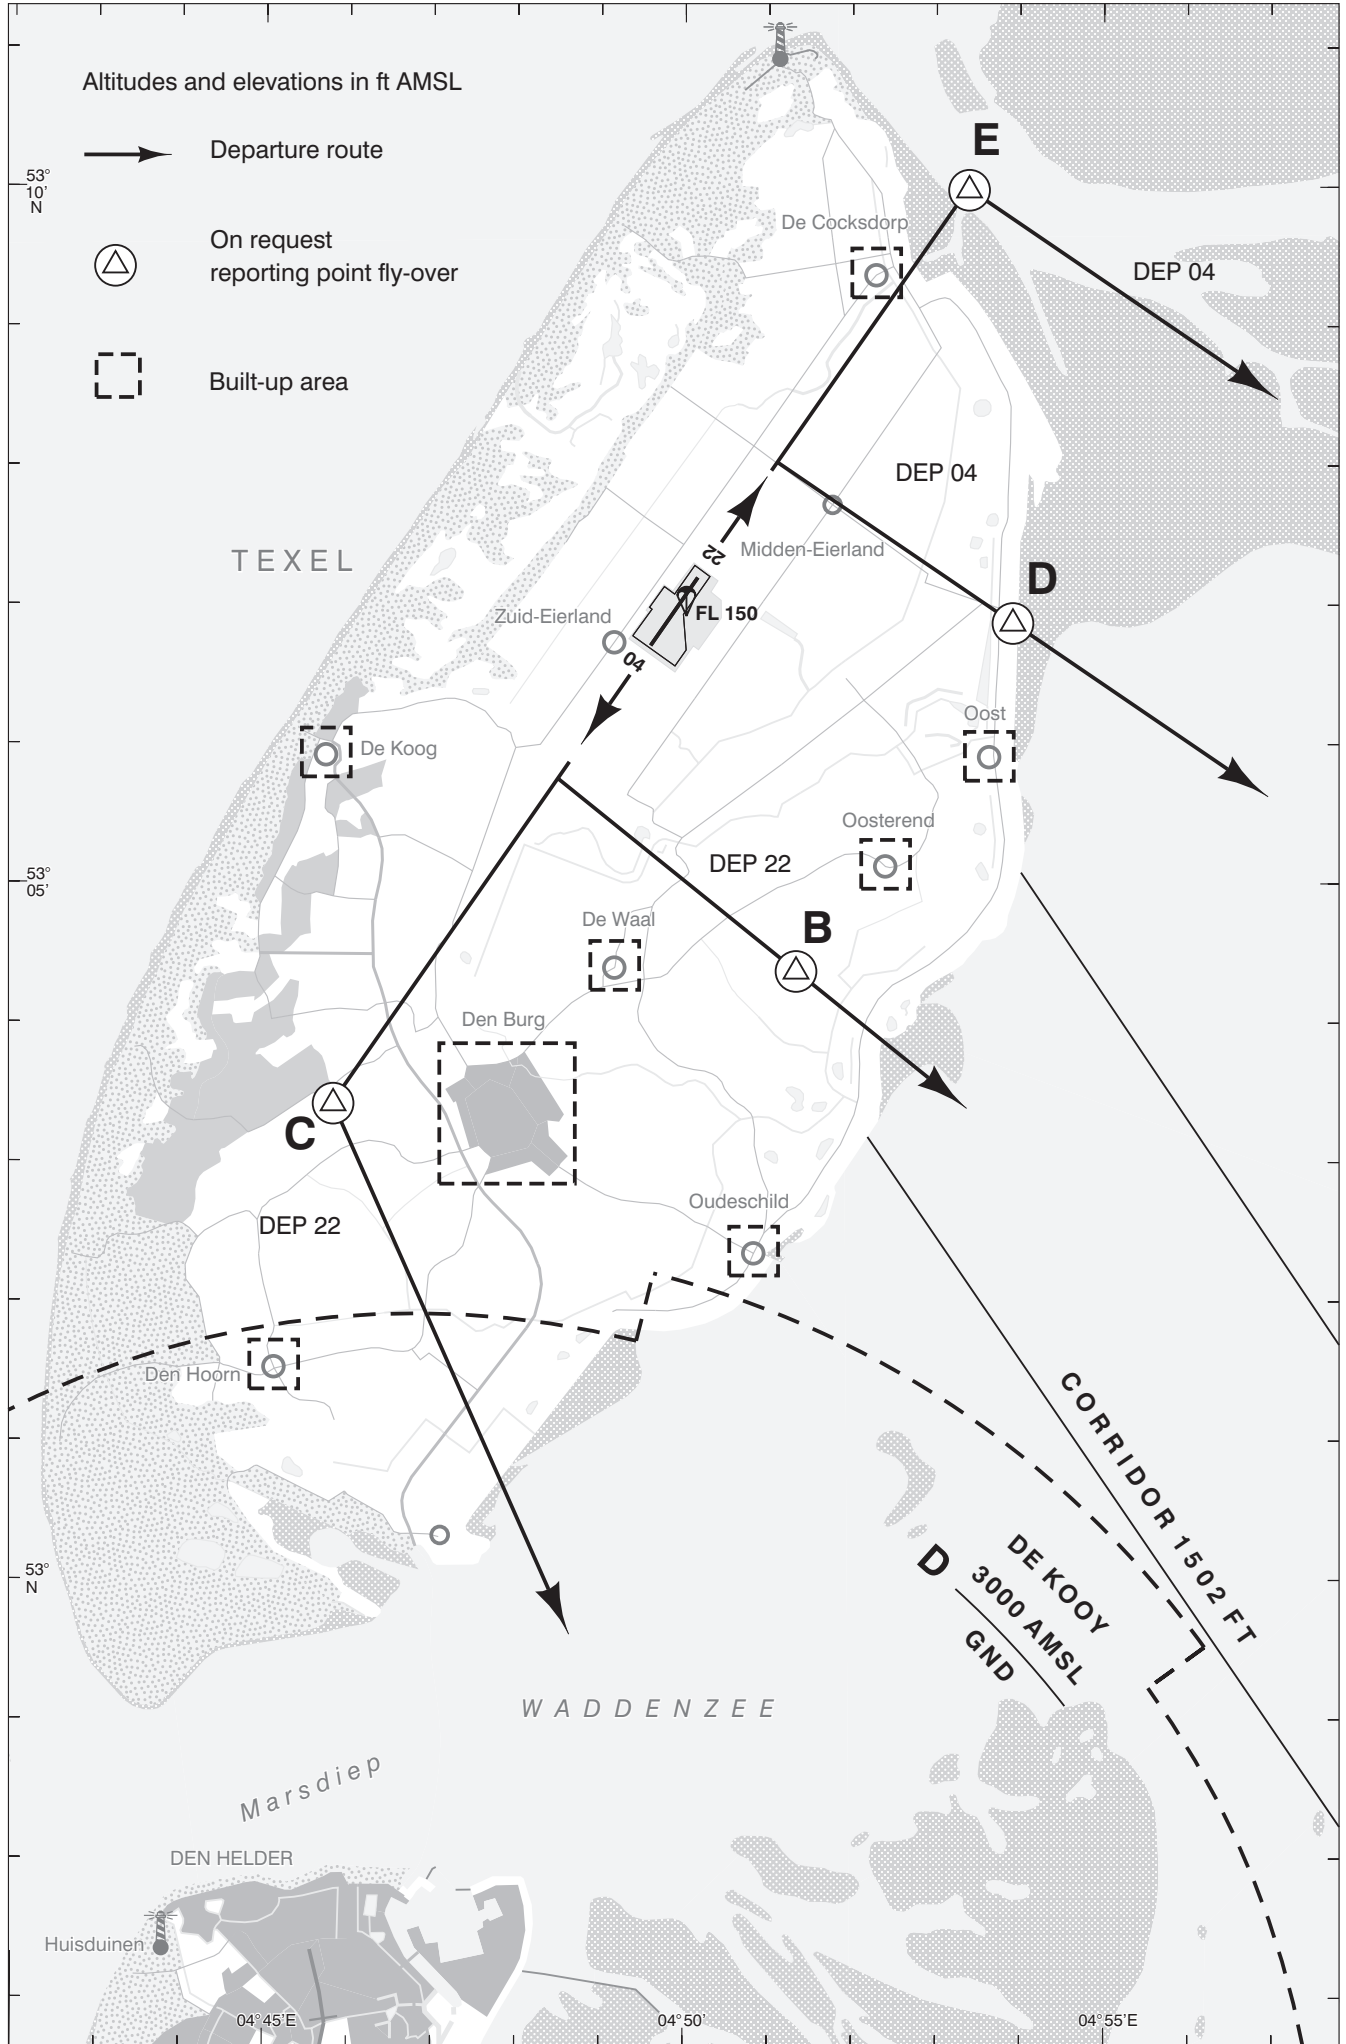 Altitudes and elevations in ft AMSL
Departure route
On request
reporting point fly-over
Built-up area
E
53°
10'
N
De Cocksdorp
DEP 04
DEP 04
TEXEL
22
Midden-Eierland
D
FL 150
Zuid-Eierland
04
Oost
De Koog
Oosterend
DEP 22
53°
05'
De Waal
B
Den Burg
C
Oudeschild
DEP 22
Den Hoorn
CORRIDOR 1502 FT
D
DE KOOY
3000 AMSL
GND
53°
N
WADDENZEE
Marsdiep
DEN HELDER
Huisduinen
04°45'E
04°50'
04°55'E